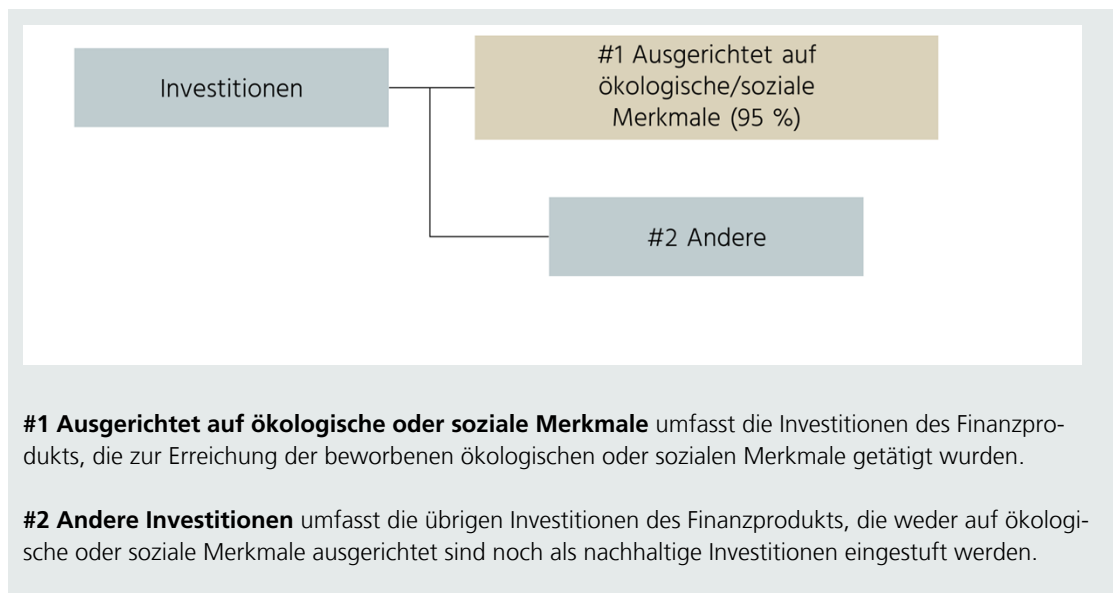 Investitionen
#1 Ausgerichtet auf
ökologische/soziale
Merkmale (95 %)
#2 Andere
#1 Ausgerichtet auf ökologische oder soziale Merkmale umfasst die Investitionen des Finanzpro-
dukts, die zur Erreichung der beworbenen ökologischen oder sozialen Merkmale getätigt wurden.
#2 Andere Investitionen umfasst die übrigen Investitionen des Finanzprodukts, die weder auf ökologi-
sche oder soziale Merkmale ausgerichtet sind noch als nachhaltige Investitionen eingestuft werden.